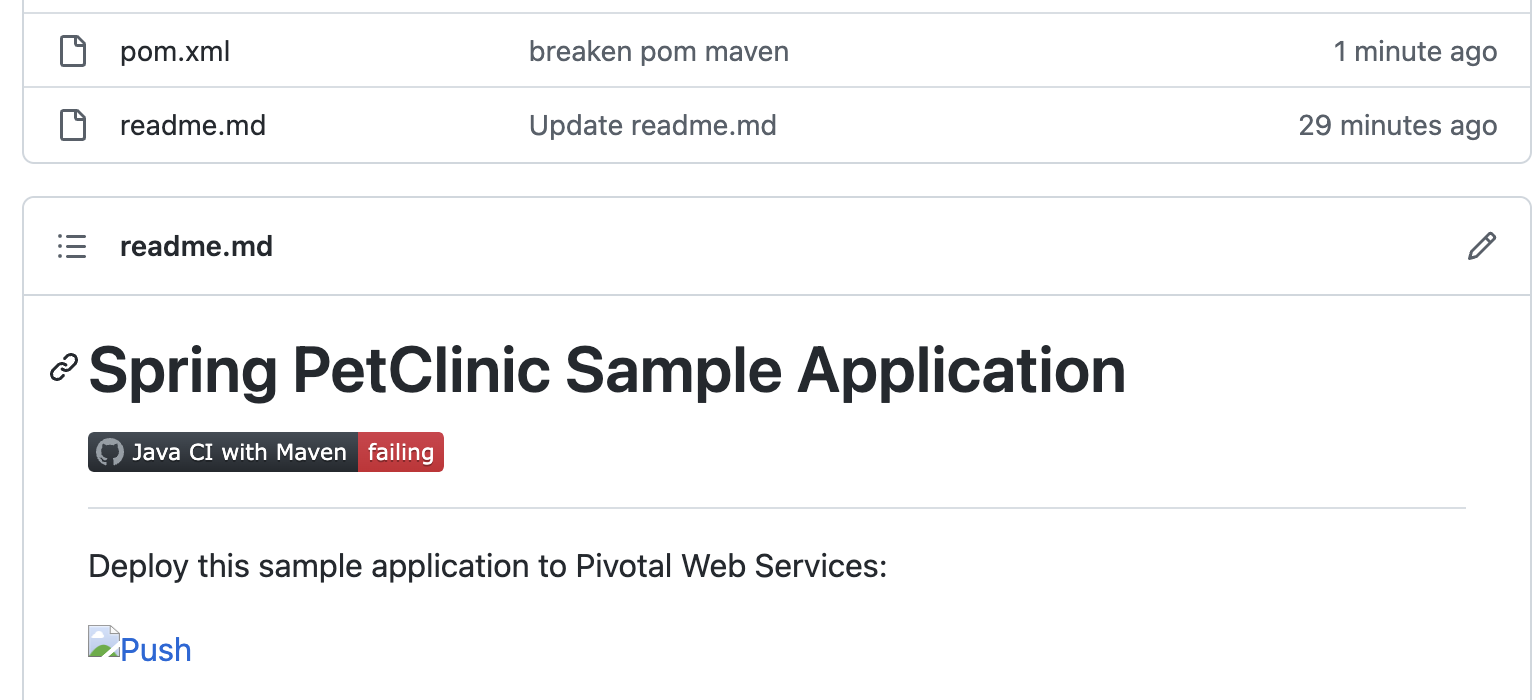 pom.xml breaken pom maven 1 minute ago
readme.md Update readme.md 29 minutes ago
readme.md
Spring PetClinic Sample Application
Java CI with Maven failing
Deploy this sample application to Pivotal Web Services:
Push